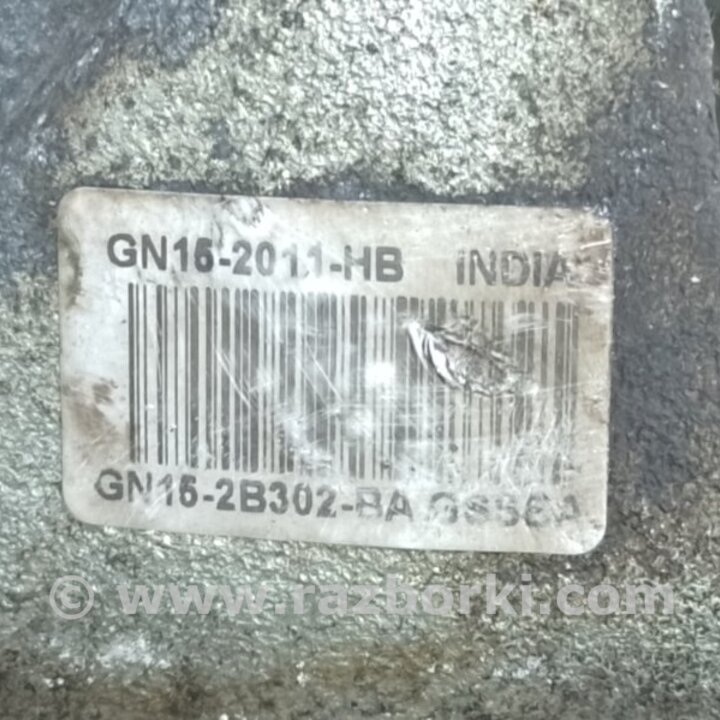 GN15-2011-HB INDIA
GN15-2B302-BA
© www.razborki.com